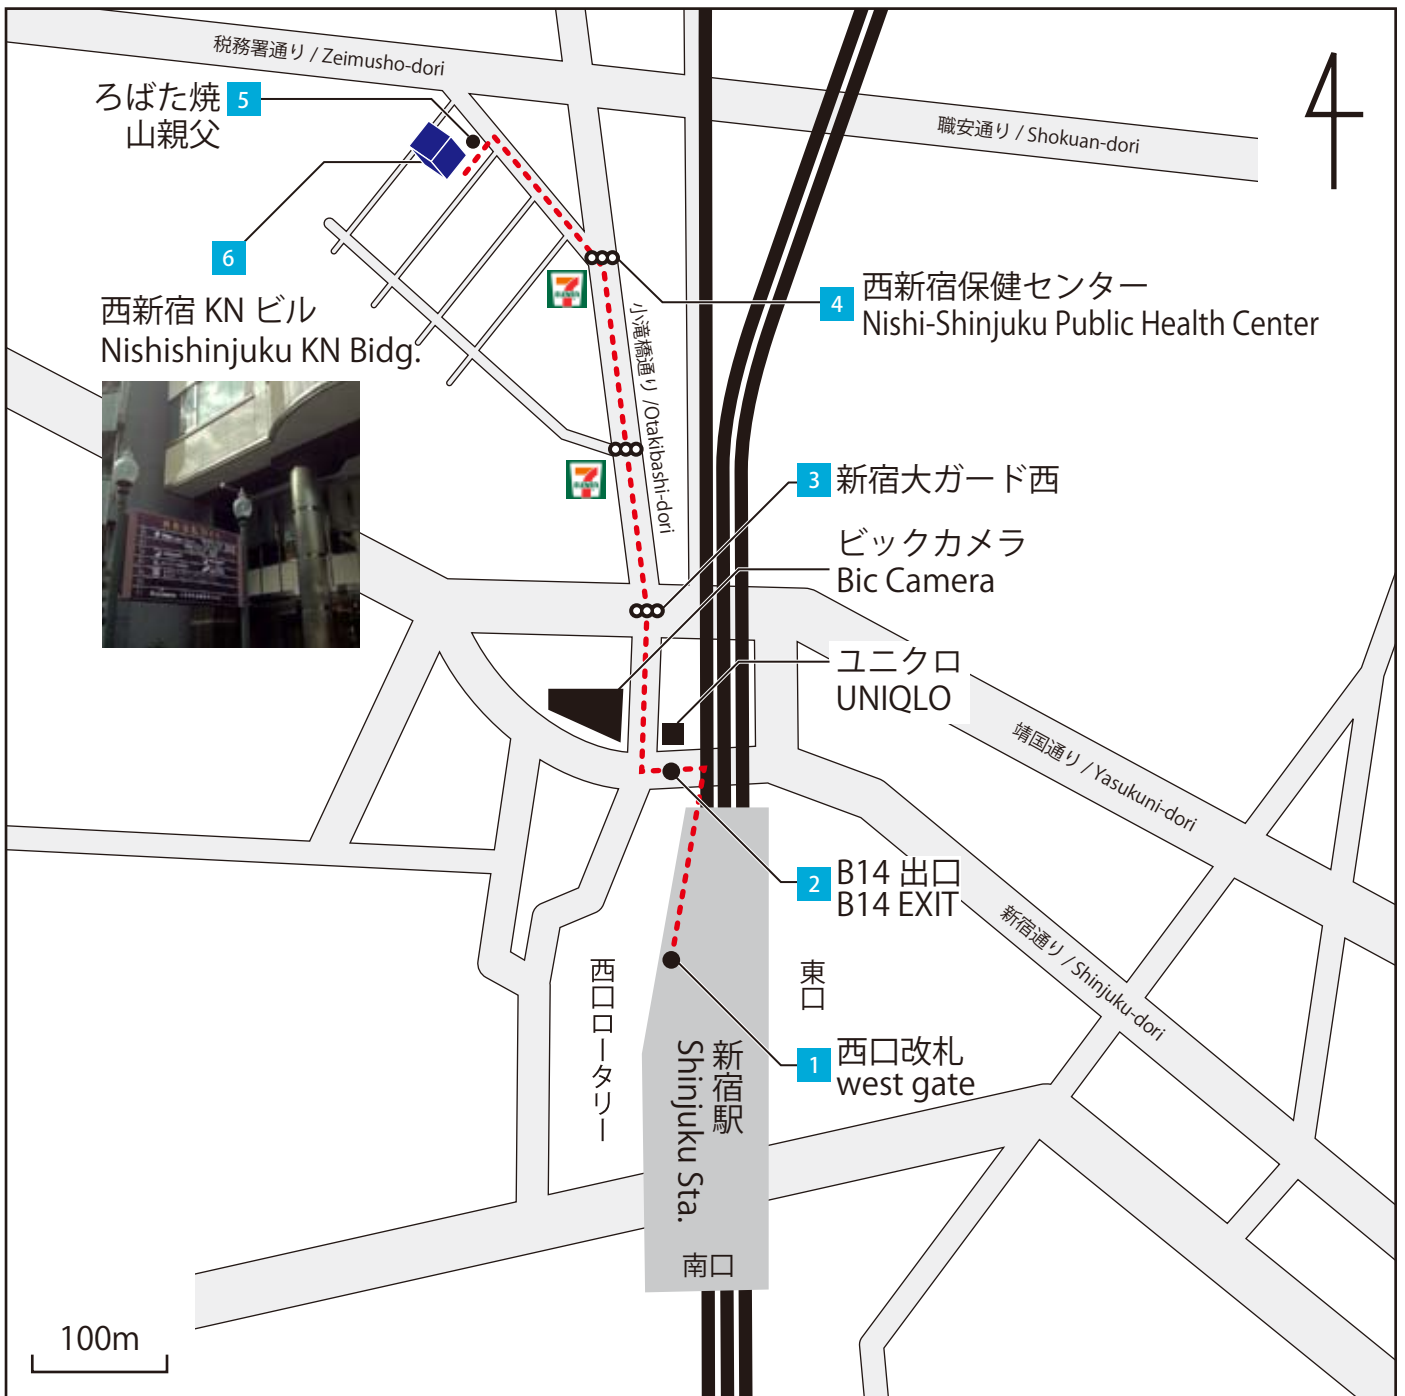 税務署通り / Zeimusho-dori
ろばた焼
山親父
5
職安通り / Shokuan-dori
6
西新宿 KN ビル
Nishishinjuku KN Bidg.
4
西新宿保健センター
Nishi-Shinjuku Public Health Center
7
小滝橋通り /Otakibashi-dori
7
3
新宿大ガード西
ビックカメラ
Bic Camera
ユニクロ
UNIQLO
靖国通り / Yasukuni-dori
2
B14 出口
B14 EXIT
新宿通り / Shinjuku-dori
西口ロータリー
東口
1
西口改札
west gate
新宿駅
Shinjuku Sta.
南口
100m